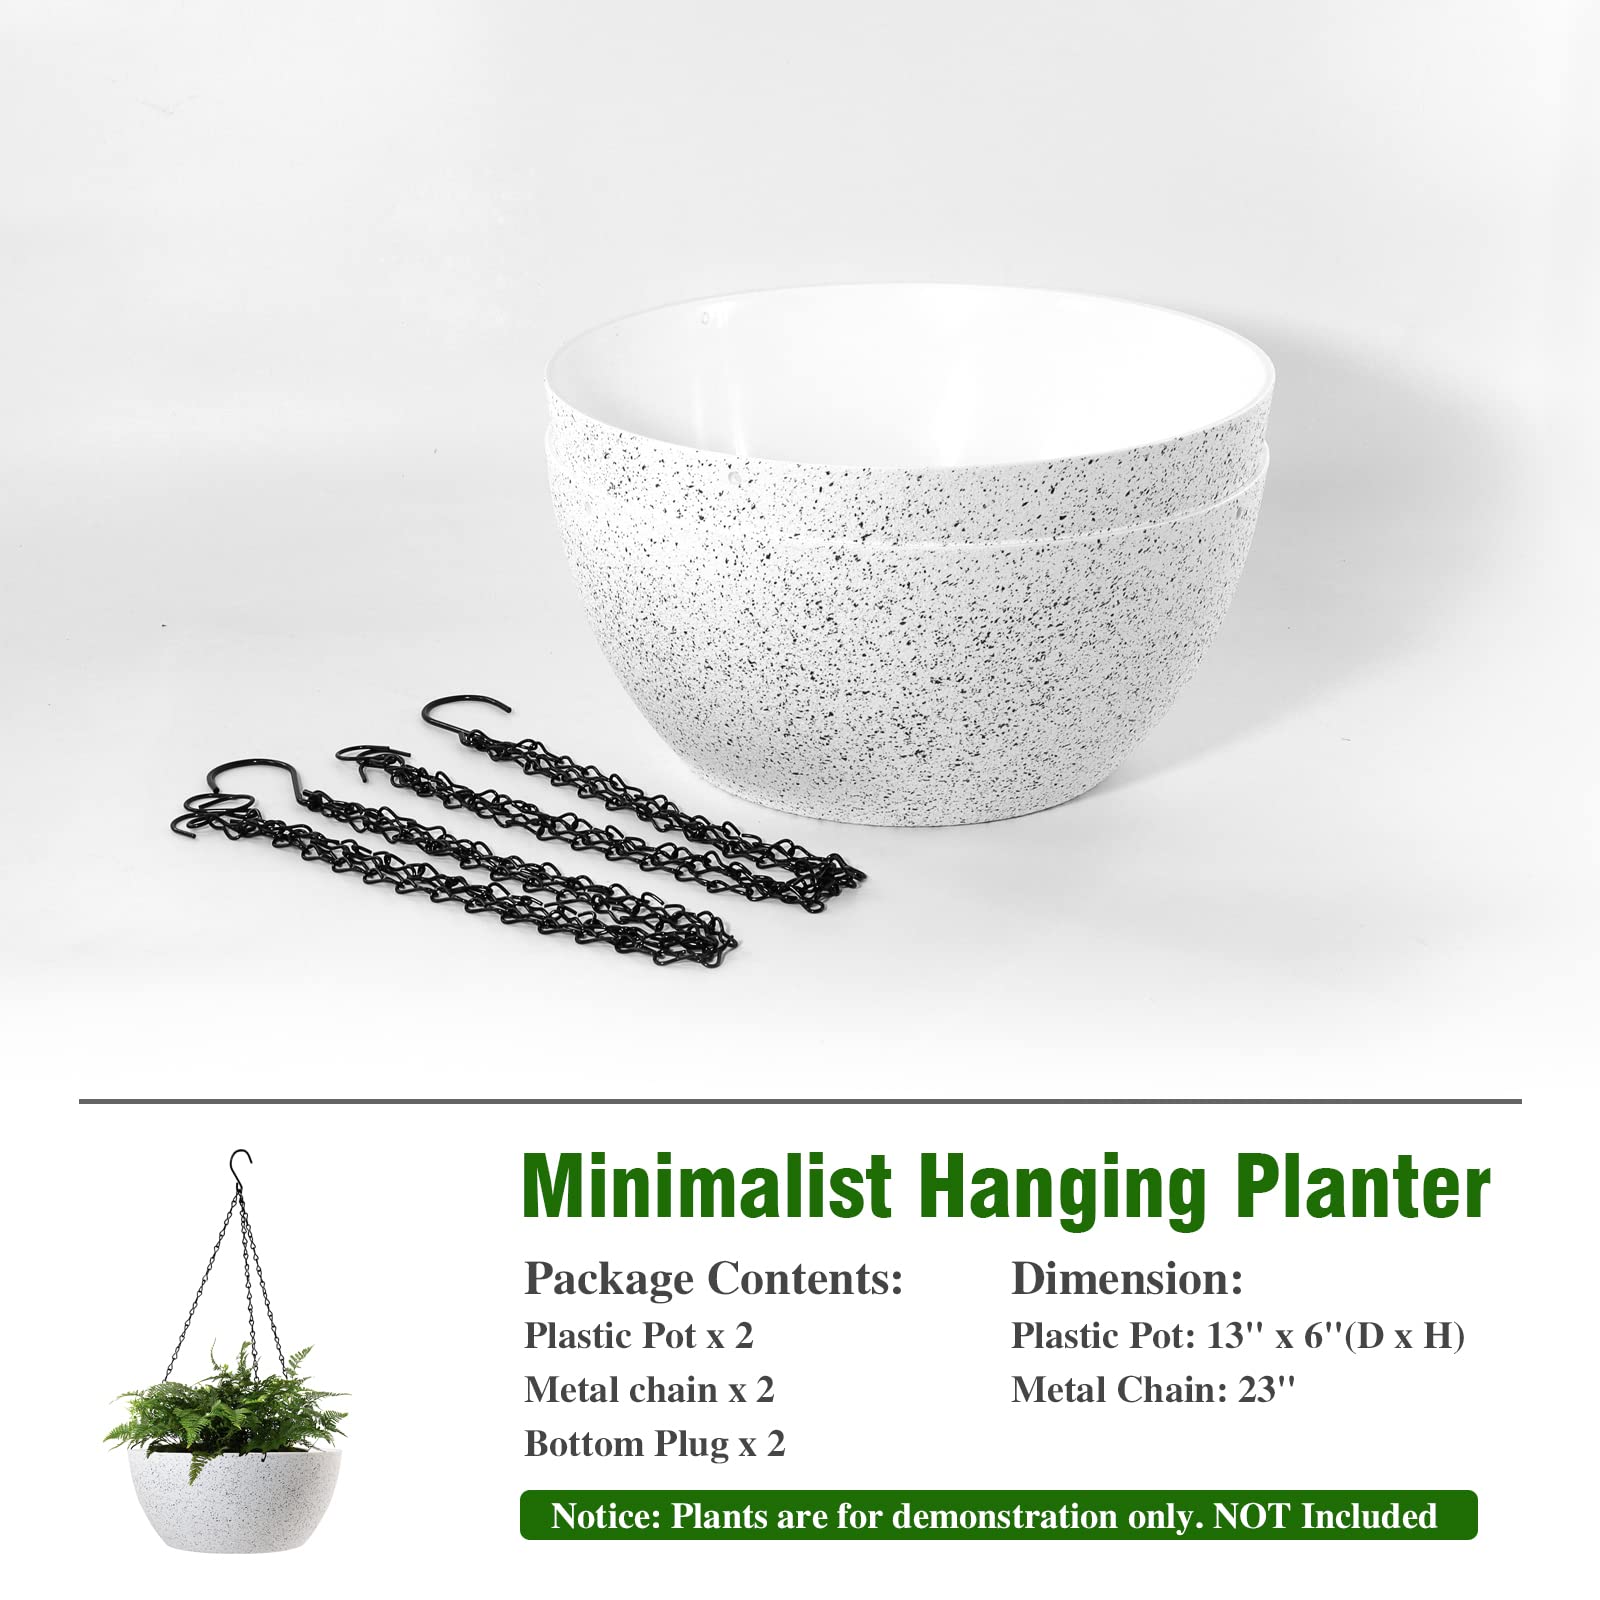 Minimalist Hanging Planter
Package Contents:
Plastic Pot x 2
Metal chain x 2
Bottom Plug x 2
Dimension:
Plastic Pot: 13" x 6"(D x H)
Metal Chain: 23"
Notice: Plants are for demonstration only. NOT Included